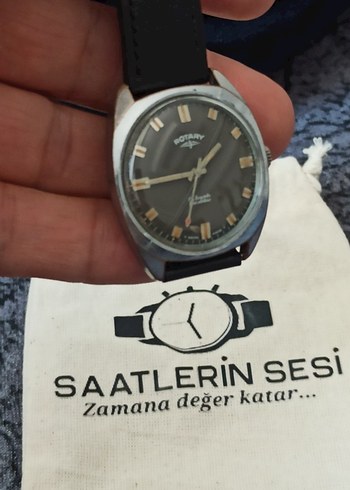 ROTARY
SAATLERİN SESİ
Zamana değer katar...